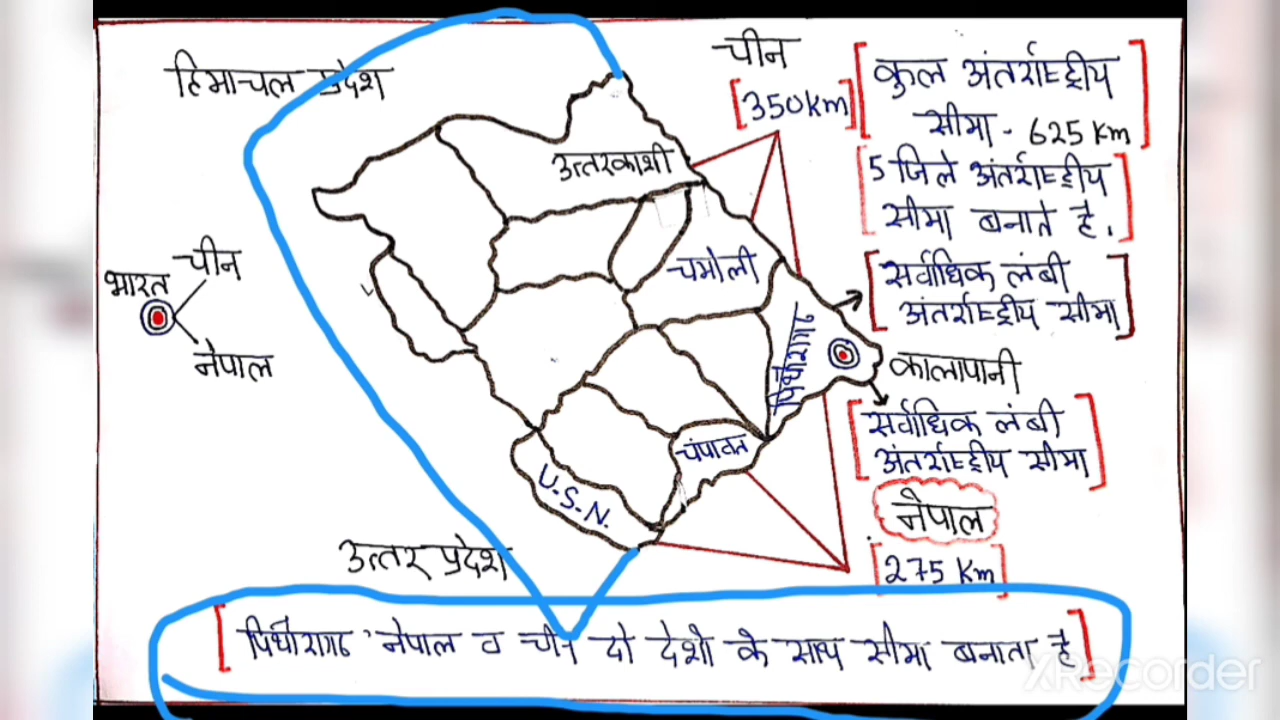 हिमाचल प्रदेश
चीन
[350km]
[कुल अंतर्राष्ट्रीय
सीमा - 625 Km]
[5 जिले अंतर्राष्ट्रीय
सीमा बनाते है.]
[सर्वाधिक लंबी
अंतर्राष्ट्रीय सीमा]
उत्तरकाशी
चमोली
पिथौरागढ
चंपावत
U.S.N.
भारत
चीन
नेपाल
कालापानी
[सर्वाधिक लंबी
अंतर्राष्ट्रीय सीमा]
नेपाल
[275 Km]
उत्तर प्रदेश
[पिथौरागढ 'नेपाल व चीन दो देशो के साथ सीमा बनाता है]
XRecorder